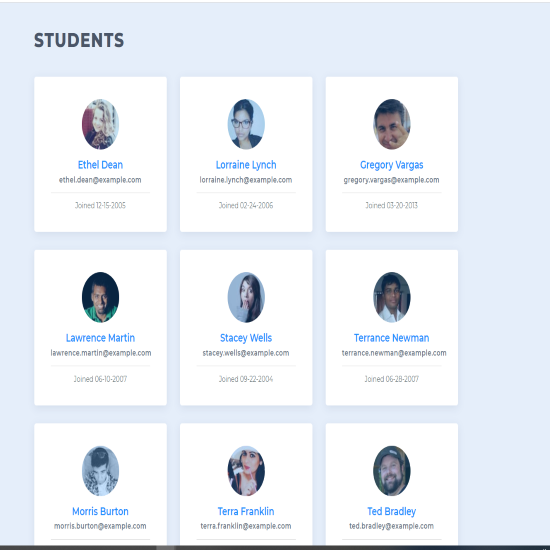 STUDENTS
Ethel Dean
ethel.dean@example.com
Joined 12-15-2005
Lorraine Lynch
lorraine.lynch@example.com
Joined 02-24-2006
Gregory Vargas
gregory.vargas@example.com
Joined 03-20-2013
Lawrence Martin
lawrence.martin@example.com
Joined 06-10-2007
Stacey Wells
stacey.wells@example.com
Joined 09-22-2004
Terrance Newman
terrance.newman@example.com
Joined 06-28-2007
Morris Burton
morris.burton@example.com
Terra Franklin
terra.franklin@example.com
Ted Bradley
ted.bradley@example.com